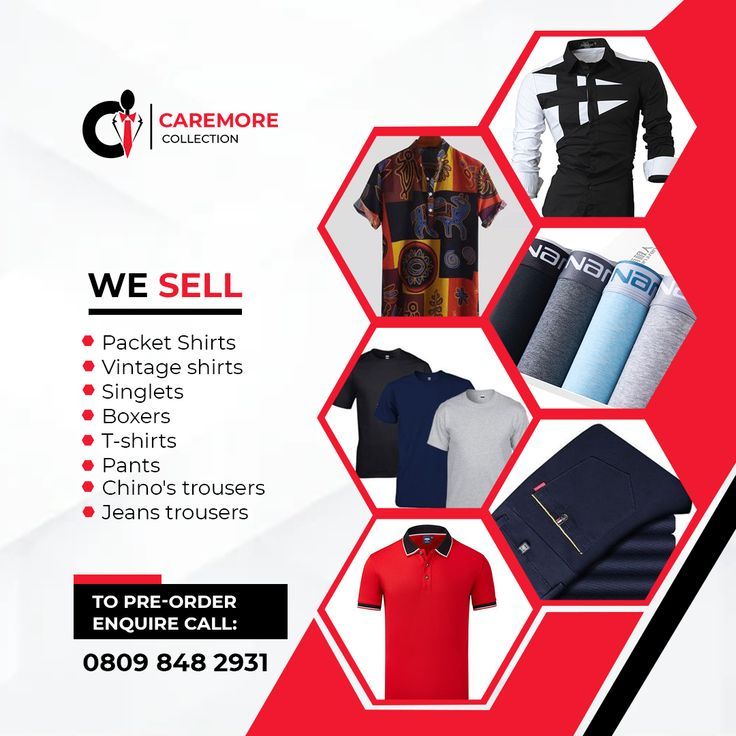 CAREMORE
COLLECTION
WE SELL
Packet Shirts
Vintage shirts
Singlets
Boxers
T-shirts
Pants
Chino's trousers
Jeans trousers
TO PRE-ORDER
ENQUIRE CALL:
0809 848 2931